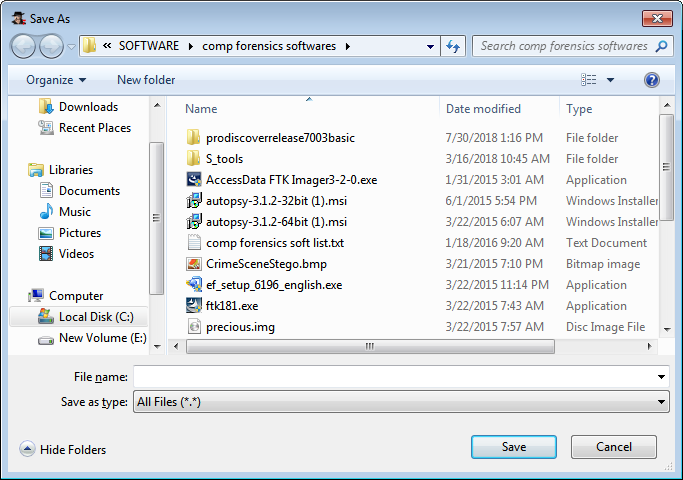 Save As
« SOFTWARE ▸ comp forensics softwares ▸
Search comp forensics softwares
Organize ▾ New folder
Downloads
Recent Places
Libraries
Documents
Music
Pictures
Videos
Computer
Local Disk (C:)
New Volume (E:)
Name Date modified Type
prodiscoverrelease7003basic 7/30/2018 1:16 PM File folder
S_tools 3/16/2018 10:45 AM File folder
AccessData FTK Imager3-2-0.exe 1/31/2015 3:01 AM Application
autopsy-3.1.2-32bit (1).msi 6/1/2015 5:54 PM Windows Installer
autopsy-3.1.2-64bit (1).msi 3/22/2015 6:07 AM Windows Installer
comp forensics soft list.txt 1/18/2016 9:20 AM Text Document
CrimeSceneStego.bmp 3/21/2015 7:10 PM Bitmap image
ef_setup_6196_english.exe 3/22/2015 11:14 PM Application
ftk181.exe 3/22/2015 7:43 AM Application
precious.img 3/22/2015 7:57 AM Disc Image File
File name:
Save as type: All Files (*.*)
Hide Folders
Save
Cancel